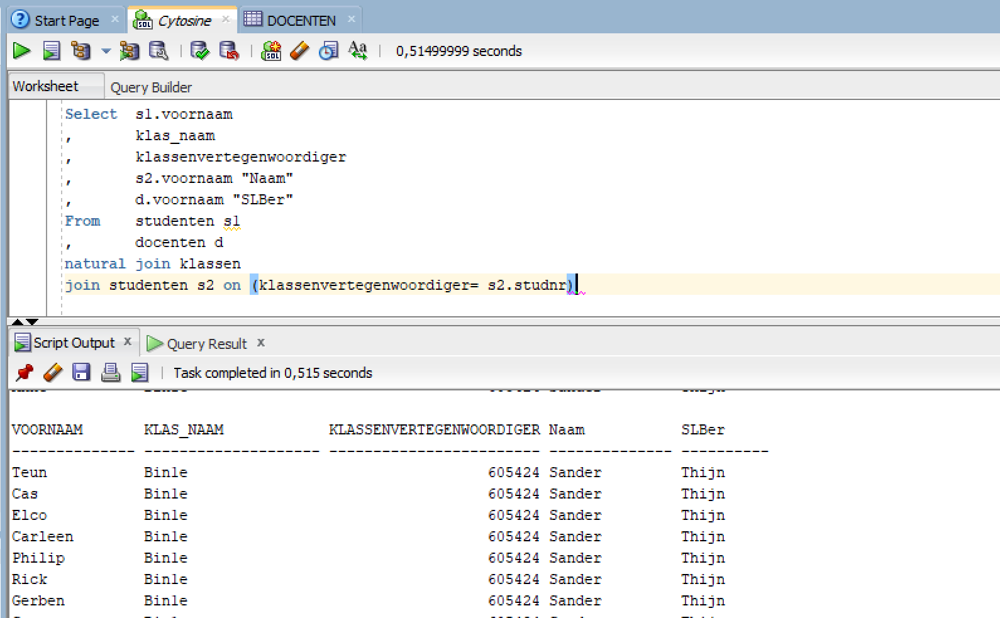 Start Page
Cytosine
DOCENTEN
0,51499999 seconds
Worksheet
Query Builder
Select s1.voornaam
, klas_naam
, klassenvertegenwoordiger
, s2.voornaam "Naam"
, d.voornaam "SLBer"
From studenten s1
, docenten d
natural join klassen
join studenten s2 on (klassenvertegenwoordiger= s2.studnr)
Script Output x
Query Result x
Task completed in 0,515 seconds
VOORNAAM KLAS_NAAM KLASSENVERTEGENWOORDIGER Naam SLBer
-------------- -------------------- ------------------------ -------------- ----------
Teun Binle 605424 Sander Thijn
Cas Binle 605424 Sander Thijn
Elco Binle 605424 Sander Thijn
Carleen Binle 605424 Sander Thijn
Philip Binle 605424 Sander Thijn
Rick Binle 605424 Sander Thijn
Gerben Binle 605424 Sander Thijn